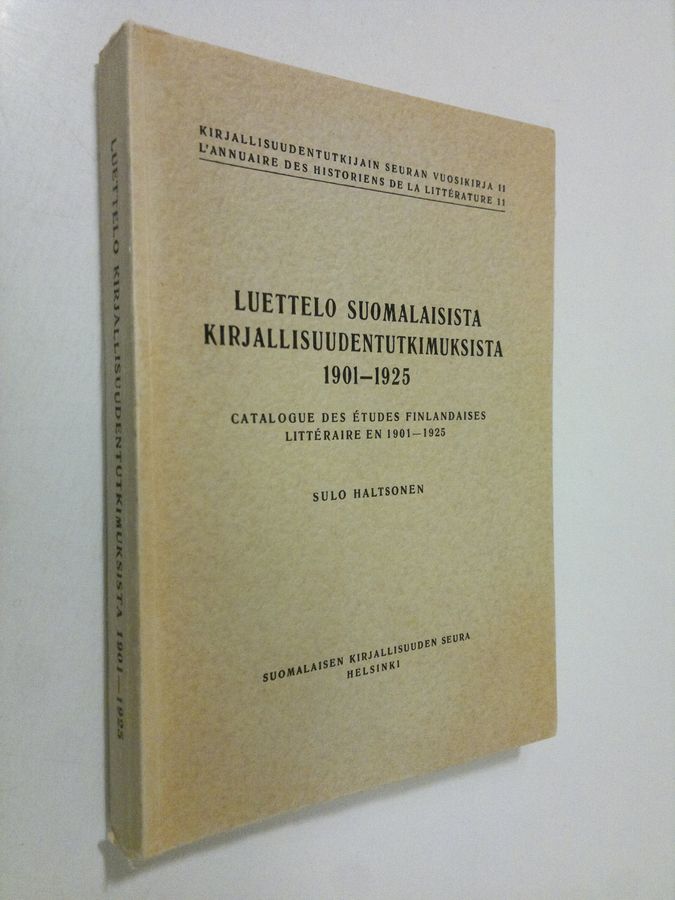 KIRJALLISUUDENTUTKIJAIN SEURAN VUOSIKIRJA 11
L'ANNUAIRE DES HISTORIENS DE LA LITTÉRATURE 11
LUETTELO SUOMALAISISTA
KIRJALLISUUDENTUTKIMUKSISTA
1901—1925
CATALOGUE DES ÉTUDES FINLANDAISES
LITTÉRAIRE EN 1901—1925
SULO HALTSONEN
SUOMALAISEN KIRJALLISUUDEN SEURA
HELSINKI
LUETTELO KIRJALLISUUDENTUTKIMUKSISTA 1901—1925